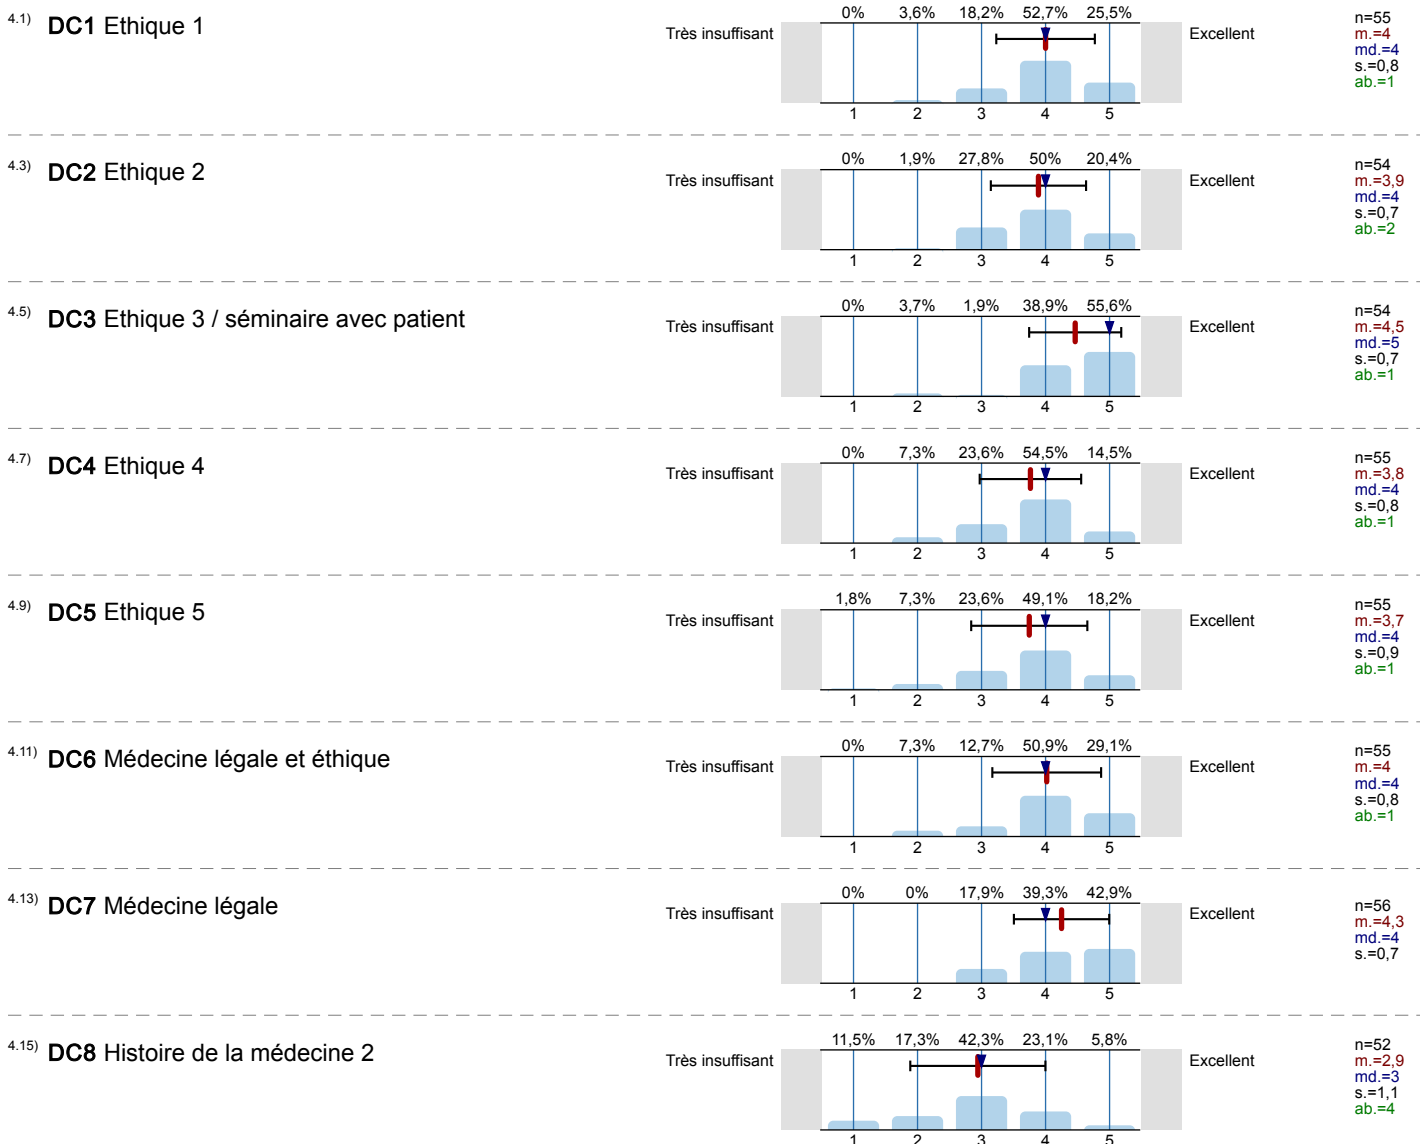 4.1) DC1 Ethique 1
0% 3,6% 18,2% 52,7% 25,5%
Très insuffisant Excellent
1 2 3 4 5
n=55
m.=4
md.=4
s.=0,8
ab.=1
4.3) DC2 Ethique 2
0% 1,9% 27,8% 50% 20,4%
Très insuffisant Excellent
1 2 3 4 5
n=54
m.=3,9
md.=4
s.=0,7
ab.=2
4.5) DC3 Ethique 3 / séminaire avec patient
0% 3,7% 1,9% 38,9% 55,6%
Très insuffisant Excellent
1 2 3 4 5
n=54
m.=4,5
md.=5
s.=0,7
ab.=1
4.7) DC4 Ethique 4
0% 7,3% 23,6% 54,5% 14,5%
Très insuffisant Excellent
1 2 3 4 5
n=55
m.=3,8
md.=4
s.=0,8
ab.=1
4.9) DC5 Ethique 5
1,8% 7,3% 23,6% 49,1% 18,2%
Très insuffisant Excellent
1 2 3 4 5
n=55
m.=3,7
md.=4
s.=0,9
ab.=1
4.11) DC6 Médecine légale et éthique
0% 7,3% 12,7% 50,9% 29,1%
Très insuffisant Excellent
1 2 3 4 5
n=55
m.=4
md.=4
s.=0,8
ab.=1
4.13) DC7 Médecine légale
0% 0% 17,9% 39,3% 42,9%
Très insuffisant Excellent
1 2 3 4 5
n=56
m.=4,3
md.=4
s.=0,7
4.15) DC8 Histoire de la médecine 2
11,5% 17,3% 42,3% 23,1% 5,8%
Très insuffisant Excellent
1 2 3 4 5
n=52
m.=2,9
md.=3
s.=1,1
ab.=4